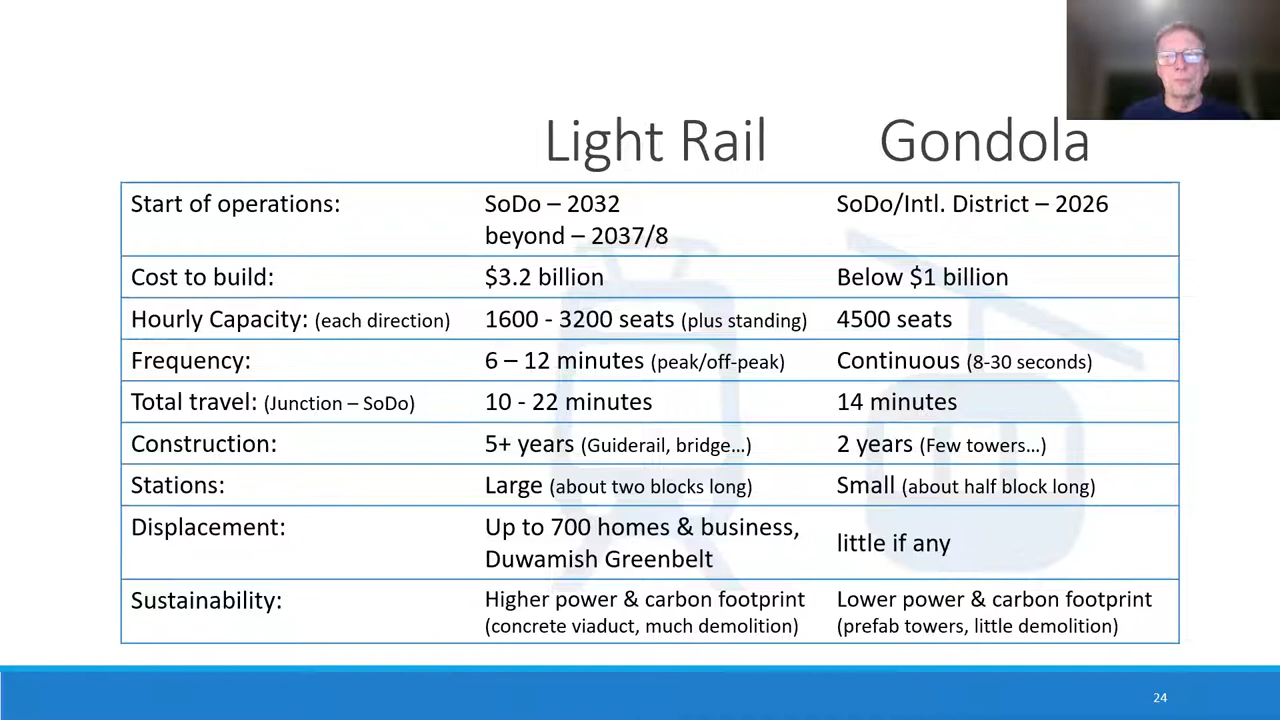 Light Rail Gondola
Start of operations: SoDo – 2032 SoDo/Intl. District – 2026
beyond – 2037/8
Cost to build: $3.2 billion Below $1 billion
Hourly Capacity: (each direction) 1600 - 3200 seats (plus standing) 4500 seats
Frequency: 6 – 12 minutes (peak/off-peak) Continuous (8-30 seconds)
Total travel: (Junction – SoDo) 10 - 22 minutes 14 minutes
Construction: 5+ years (Guiderail, bridge…) 2 years (Few towers…)
Stations: Large (about two blocks long) Small (about half block long)
Displacement: Up to 700 homes & business,
Duwamish Greenbelt little if any
Sustainability: Higher power & carbon footprint Lower power & carbon footprint
(concrete viaduct, much demolition) (prefab towers, little demolition)
24